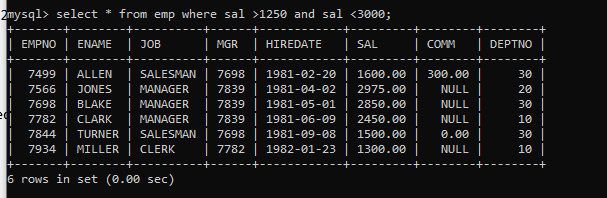 mysql> select * from emp where sal >1250 and sal <3000;
+-------+--------+----------+------+------------+---------+--------+--------+
| EMPNO | ENAME  | JOB      | MGR  | HIREDATE   | SAL     | COMM   | DEPTNO |
+-------+--------+----------+------+------------+---------+--------+--------+
|  7499 | ALLEN  | SALESMAN | 7698 | 1981-02-20 | 1600.00 | 300.00 |     30 |
|  7566 | JONES  | MANAGER  | 7839 | 1981-04-02 | 2975.00 |   NULL |     20 |
|  7698 | BLAKE  | MANAGER  | 7839 | 1981-05-01 | 2850.00 |   NULL |     30 |
|  7782 | CLARK  | MANAGER  | 7839 | 1981-06-09 | 2450.00 |   NULL |     10 |
|  7844 | TURNER | SALESMAN | 7698 | 1981-09-08 | 1500.00 |   0.00 |     30 |
|  7934 | MILLER | CLERK    | 7782 | 1982-01-23 | 1300.00 |   NULL |     10 |
+-------+--------+----------+------+------------+---------+--------+--------+
6 rows in set (0.00 sec)